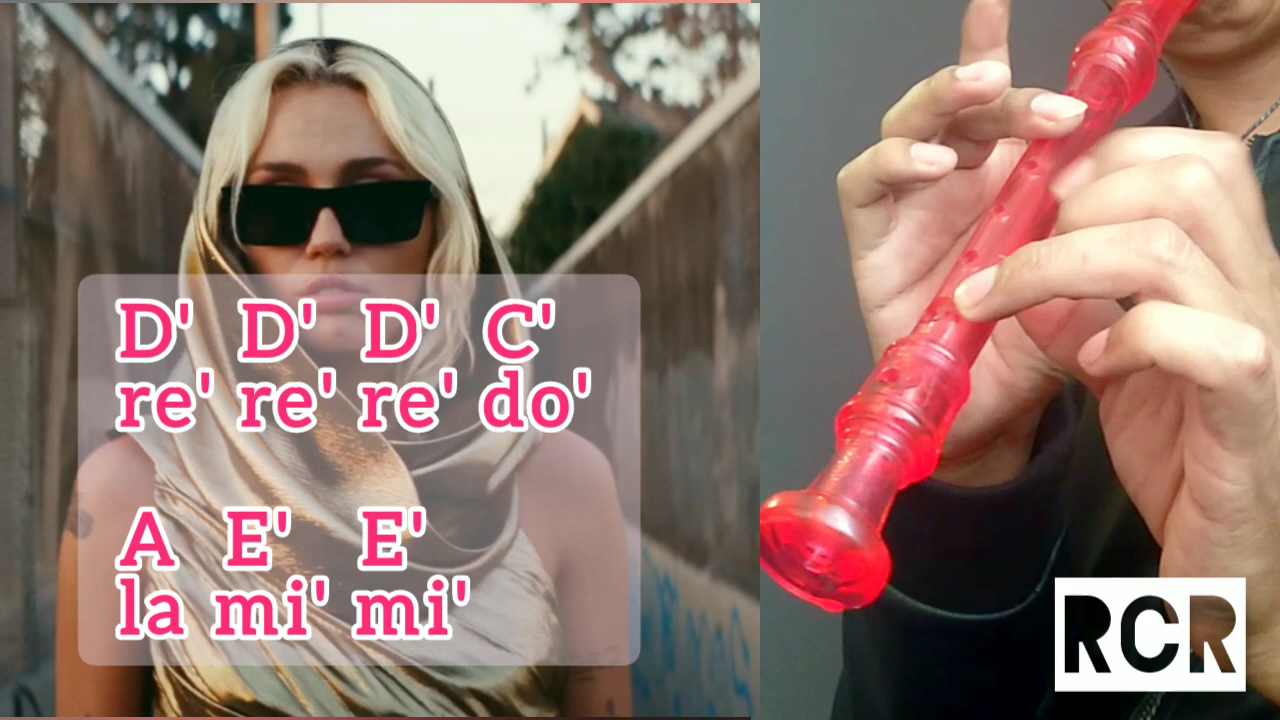 D' D' D' C'
re' re' re' do'
A E' E'
la mi' mi'
RCR